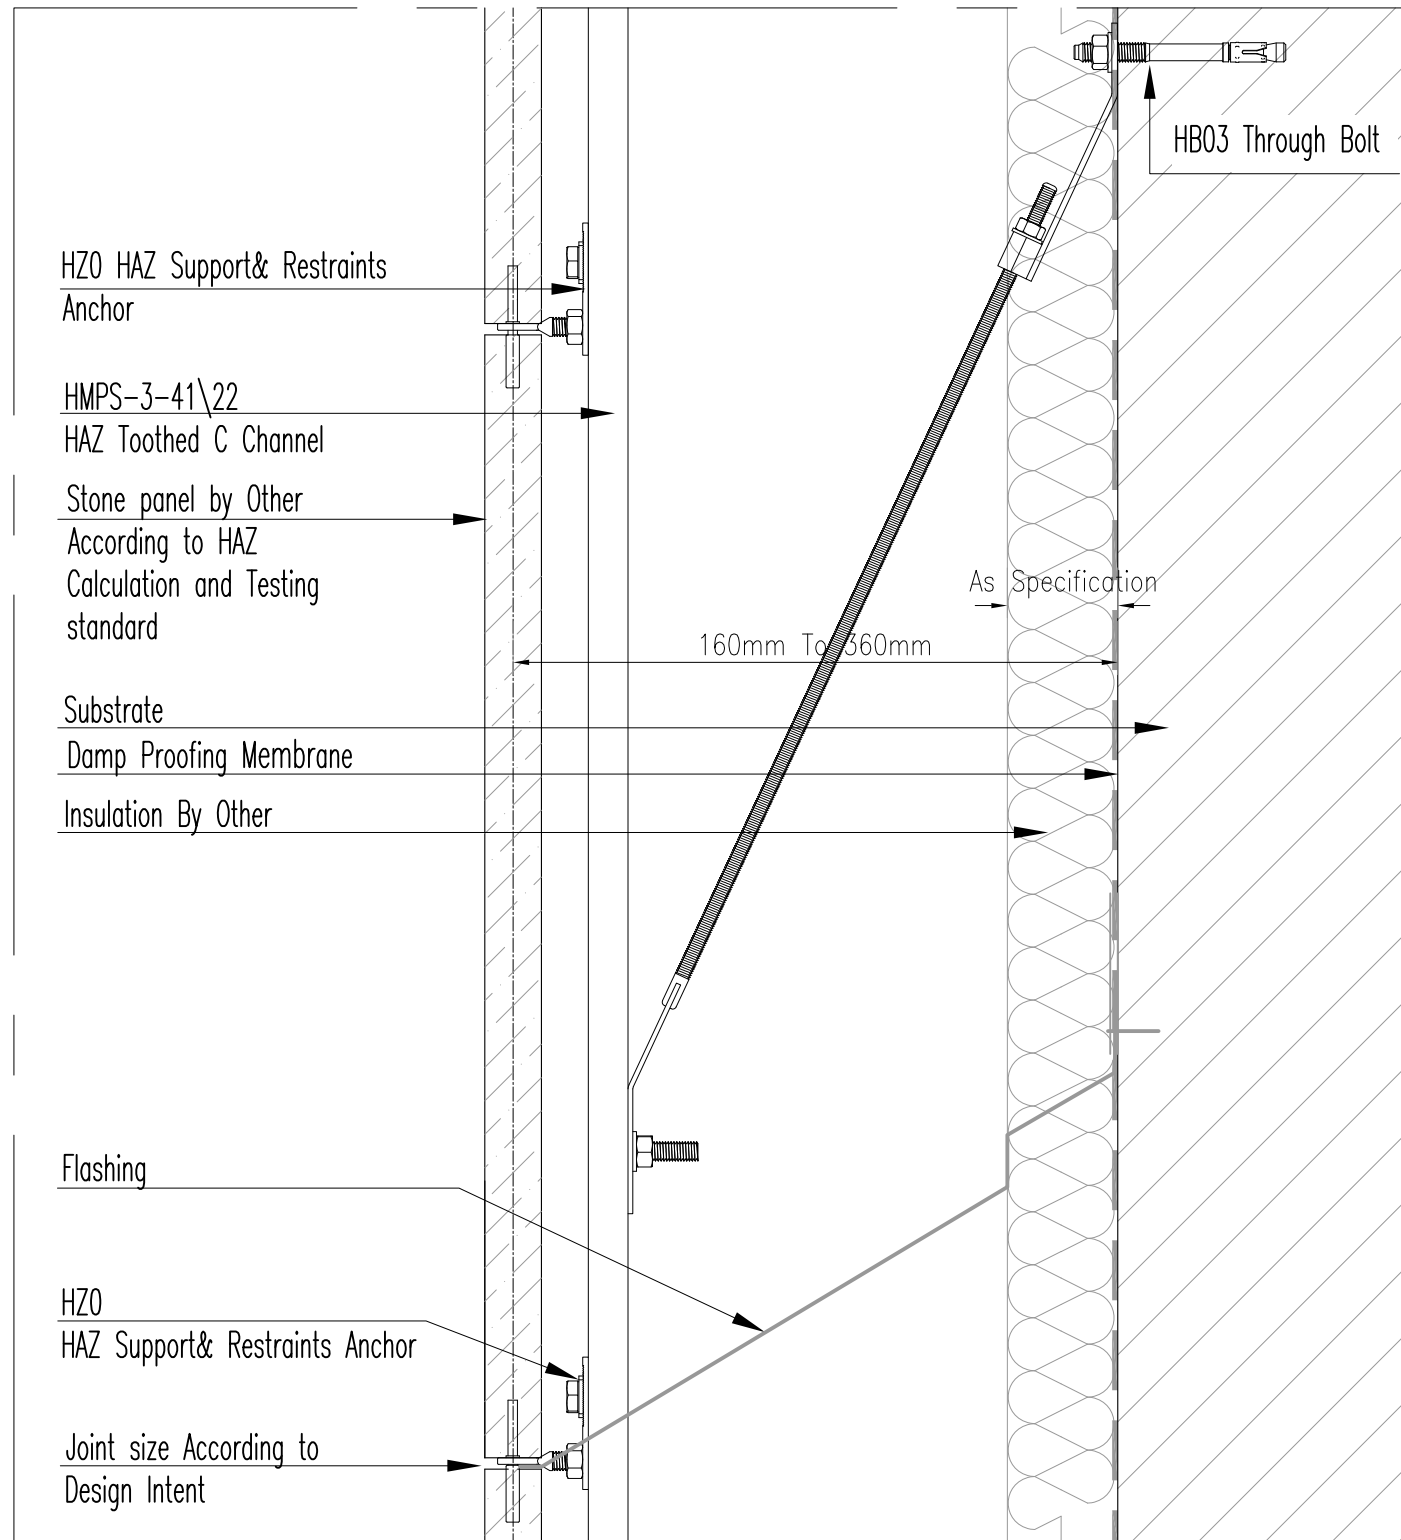 HB03 Through Bolt
HZ0 HAZ Support& Restraints
Anchor
HMPS-3-41\22
HAZ Toothed C Channel
Stone panel by Other
According to HAZ
Calculation and Testing
standard
As Specification
160mm To 360mm
Substrate
Damp Proofing Membrane
Insulation By Other
Flashing
HZ0
HAZ Support& Restraints Anchor
Joint size According to
Design Intent